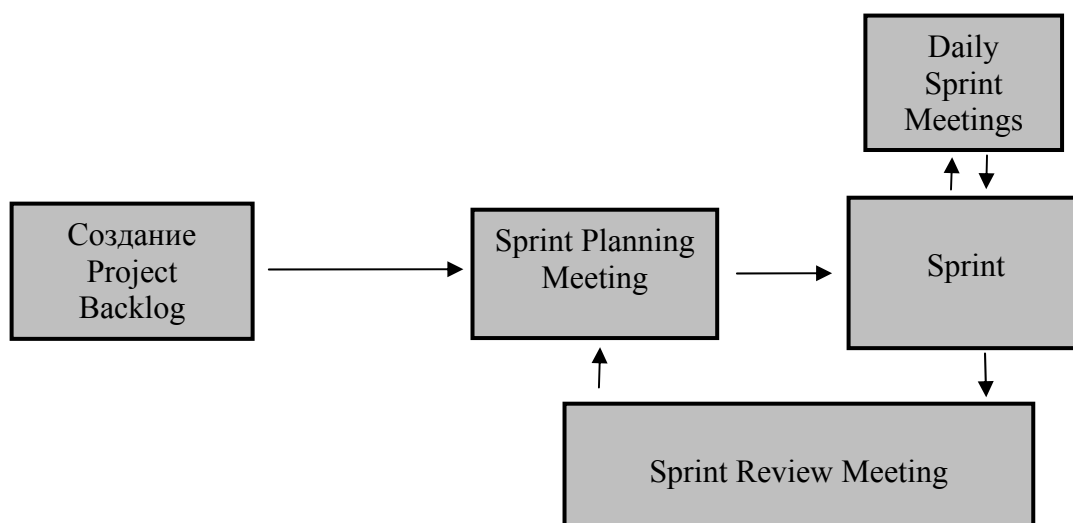 Daily
Sprint
Meetings
Создание
Project
Backlog
Sprint Planning
Meeting
Sprint
Sprint Review Meeting